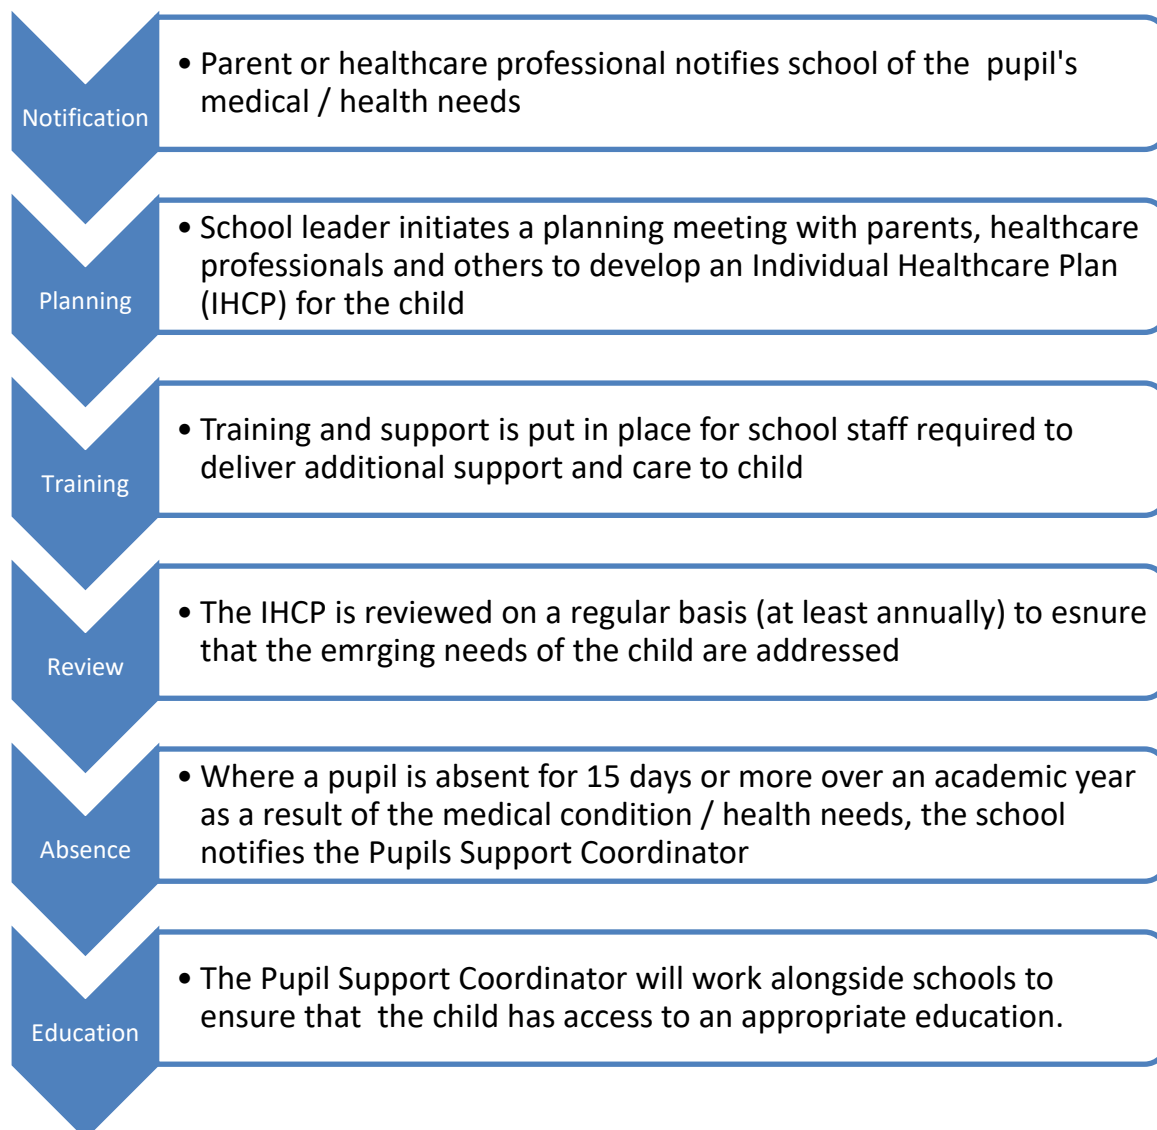 Notification
• Parent or healthcare professional notifies school of the  pupil's
medical / health needs
Planning
• School leader initiates a planning meeting with parents, healthcare
professionals and others to develop an Individual Healthcare Plan
(IHCP) for the child
Training
• Training and support is put in place for school staff required to
deliver additional support and care to child
Review
• The IHCP is reviewed on a regular basis (at least annually) to esnure
that the emrging needs of the child are addressed
Absence
• Where a pupil is absent for 15 days or more over an academic year
as a result of the medical condition / health needs, the school
notifies the Pupils Support Coordinator
Education
• The Pupil Support Coordinator will work alongside schools to
ensure that  the child has access to an appropriate education.